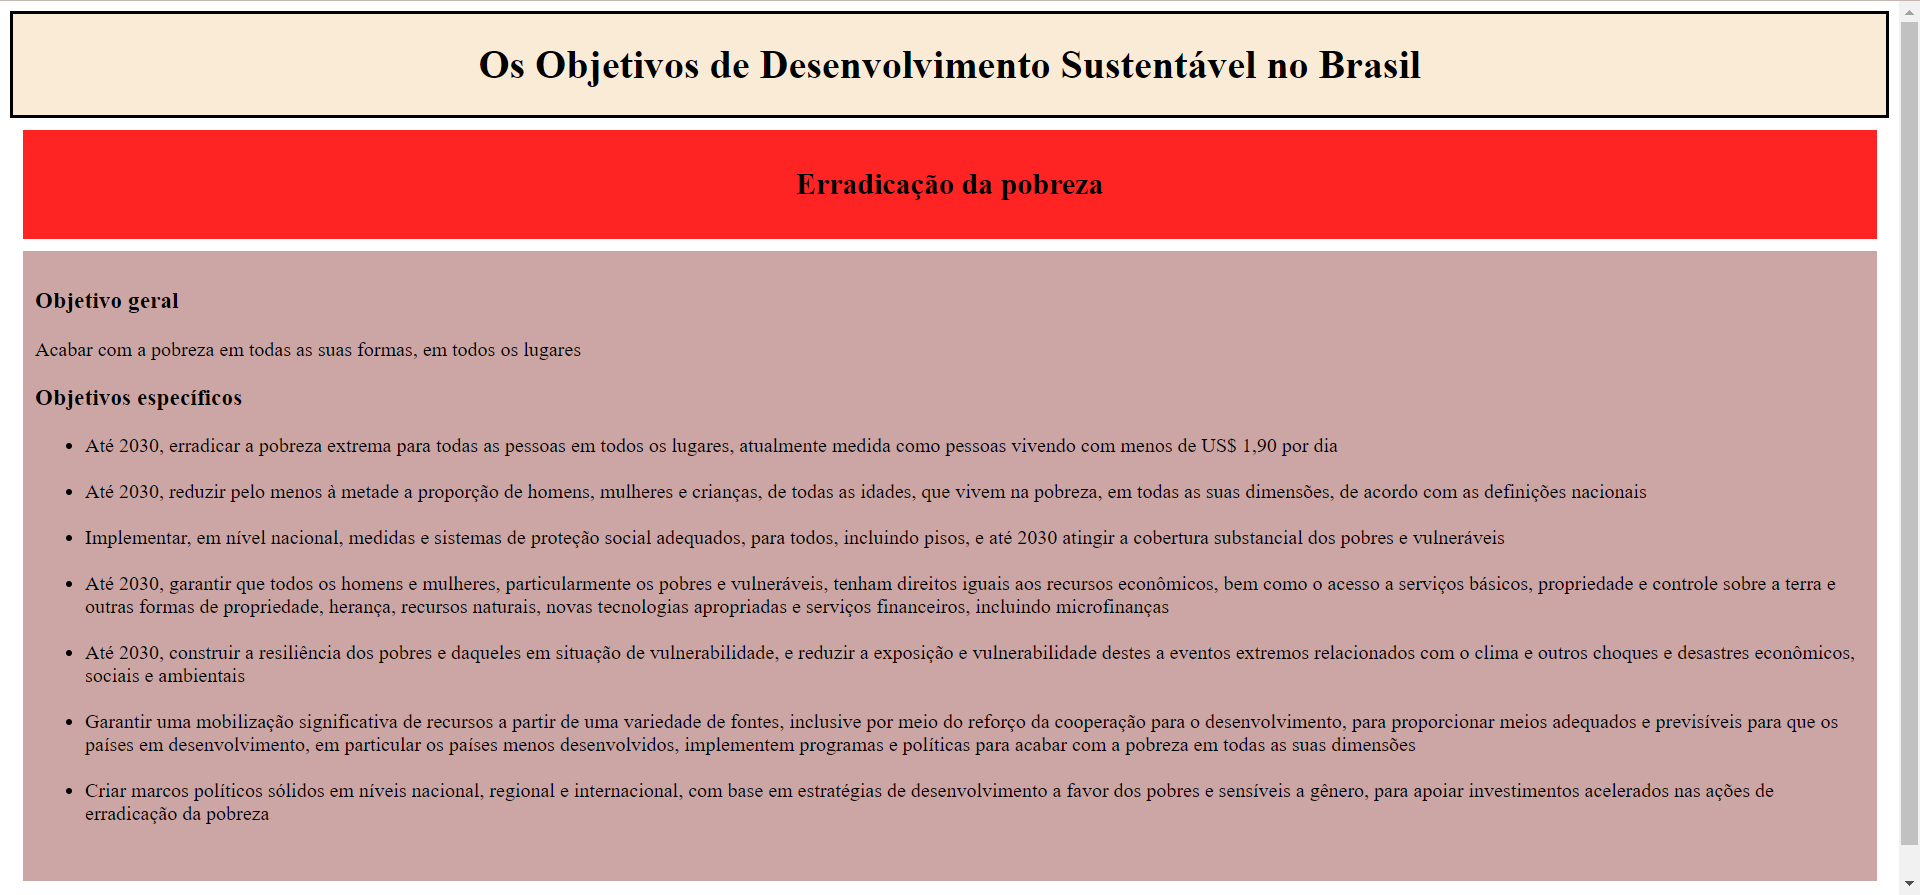 Os Objetivos de Desenvolvimento Sustentável no Brasil
Erradicação da pobreza
Objetivo geral
Acabar com a pobreza em todas as suas formas, em todos os lugares
Objetivos específicos
• Até 2030, erradicar a pobreza extrema para todas as pessoas em todos os lugares, atualmente medida como pessoas vivendo com menos de US$ 1,90 por dia
• Até 2030, reduzir pelo menos à metade a proporção de homens, mulheres e crianças, de todas as idades, que vivem na pobreza, em todas as suas dimensões, de acordo com as definições nacionais
• Implementar, em nível nacional, medidas e sistemas de proteção social adequados, para todos, incluindo pisos, e até 2030 atingir a cobertura substancial dos pobres e vulneráveis
• Até 2030, garantir que todos os homens e mulheres, particularmente os pobres e vulneráveis, tenham direitos iguais aos recursos econômicos, bem como o acesso a serviços básicos, propriedade e controle sobre a terra e
outras formas de propriedade, herança, recursos naturais, novas tecnologias apropriadas e serviços financeiros, incluindo microfinanças
• Até 2030, construir a resiliência dos pobres e daqueles em situação de vulnerabilidade, e reduzir a exposição e vulnerabilidade destes a eventos extremos relacionados com o clima e outros choques e desastres econômicos,
sociais e ambientais
• Garantir uma mobilização significativa de recursos a partir de uma variedade de fontes, inclusive por meio do reforço da cooperação para o desenvolvimento, para proporcionar meios adequados e previsíveis para que os
países em desenvolvimento, em particular os países menos desenvolvidos, implementem programas e políticas para acabar com a pobreza em todas as suas dimensões
• Criar marcos políticos sólidos em níveis nacional, regional e internacional, com base em estratégias de desenvolvimento a favor dos pobres e sensíveis a gênero, para apoiar investimentos acelerados nas ações de
erradicação da pobreza